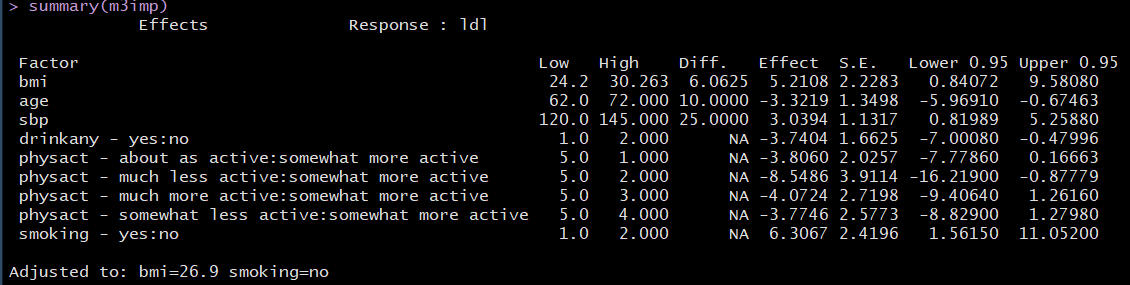 > summary(m3imp)
Effects Response : ldl
Factor Low High Diff. Effect S.E. Lower 0.95 Upper 0.95
bmi 24.2 30.263 6.0625 5.2108 2.2283 0.84072 9.58080
age 62.0 72.000 10.0000 -3.3219 1.3498 -5.96910 -0.67463
sbp 120.0 145.000 25.0000 3.0394 1.1317 0.81989 5.25880
drinkany - yes:no 1.0 2.000 NA -3.7404 1.6625 -7.00080 -0.47996
physact - about as active:somewhat more active 5.0 1.000 NA -3.8060 2.0257 -7.77860 0.16663
physact - much less active:somewhat more active 5.0 2.000 NA -8.5486 3.9114 -16.21900 -0.87779
physact - much more active:somewhat more active 5.0 3.000 NA -4.0724 2.7198 -9.40640 1.26160
physact - somewhat less active:somewhat more active 5.0 4.000 NA -3.7746 2.5773 -8.82900 1.27980
smoking - yes:no 1.0 2.000 NA 6.3067 2.4196 1.56150 11.05200
Adjusted to: bmi=26.9 smoking=no